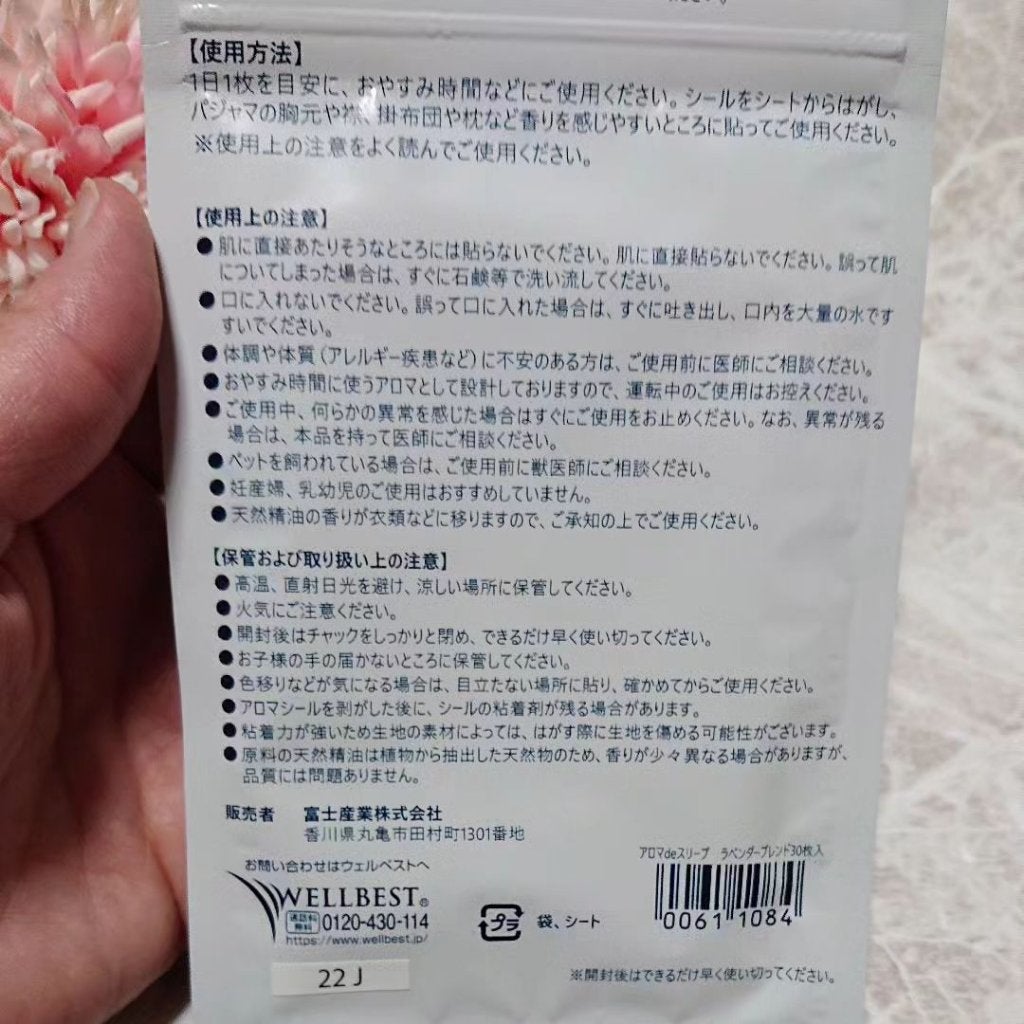 【使用方法】
1日1枚を目安に、おやすみ時間などにご使用ください。シールをシートからはがし、
パジャマの胸元や襟、掛布団や枕など香りを感じやすいところに貼ってご使用ください。
※使用上の注意をよく読んでご使用ください。
【使用上の注意】
●肌に直接あたりそうなところには貼らないでください。肌に直接貼らないでください。誤って肌
についてしまった場合は、すぐに石鹸等で洗い流してください。
●口に入れないでください。誤って口に入れた場合は、すぐに吐き出し、口内を大量の水です
すいでください。
●体調や体質（アレルギー疾患など）に不安のある方は、ご使用前に医師にご相談ください。
●おやすみ時間に使うアロマとして設計しておりますので、運転中のご使用はお控えください。
●ご使用中、何らかの異常を感じた場合はすぐにご使用をお止めください。なお、異常が残る
場合は、本品を持って医師にご相談ください。
●ペットを飼われている場合は、ご使用前に獣医師にご相談ください。
●妊産婦、乳幼児のご使用はおすすめしていません。
●天然精油の香りが衣類などに移りますので、ご承知の上でご使用ください。
【保管および取り扱い上の注意】
●高温、直射日光を避け、涼しい場所に保管してください。
●火気にご注意ください。
●開封後はチャックをしっかりと閉め、できるだけ早く使い切ってください。
●お子様の手の届かないところに保管してください。
●色移りなどが気になる場合は、目立たない場所に貼り、確かめてからご使用ください。
●アロマシールを剥がした後に、シールの粘着剤が残る場合があります。
●粘着力が強いため生地の素材によっては、はがす際に生地を傷める可能性がございます。
●原料の天然精油は植物から抽出した天然物のため、香りが少々異なる場合がありますが、
品質には問題ありません。
販売者 富士産業株式会社
香川県丸亀市田村町1301番地
お問い合わせはウェルベストへ
WELLBEST®
通話料無料 0120-430-114
https://www.wellbest.jp/
22J
プラ 袋、シート
アロマdeスリープ ラベンダーブレンド30枚入
0061 1084
※開封後はできるだけ早く使い切ってください。